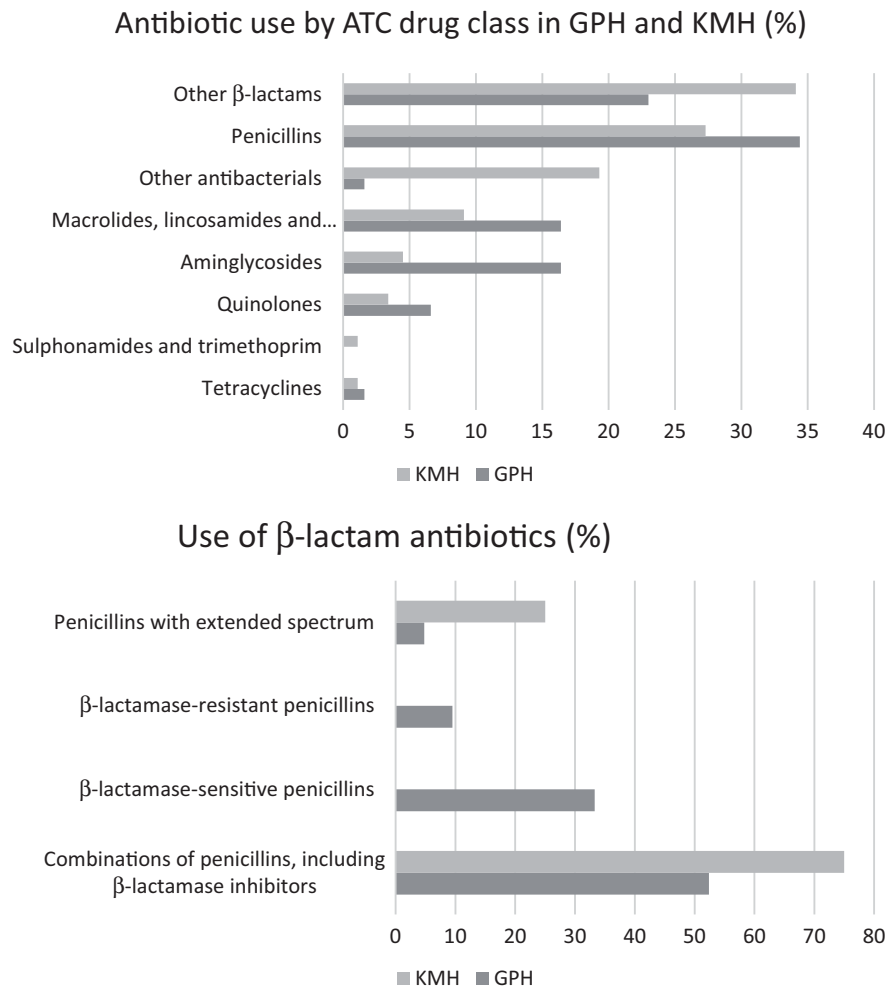 Antibiotic use by ATC drug class in GPH and KMH (%)
Other β-lactams
Penicillins
Other antibacterials
Macrolides, lincosamides and...
Aminglycosides
Quinolones
Sulphonamides and trimethoprim
Tetracyclines
0 5 10 15 20 25 30 35 40
KMH GPH
Use of β-lactam antibiotics (%)
Penicillins with extended spectrum
β-lactamase-resistant penicillins
β-lactamase-sensitive penicillins
Combinations of penicillins, including
β-lactamase inhibitors
0 10 20 30 40 50 60 70 80
KMH GPH